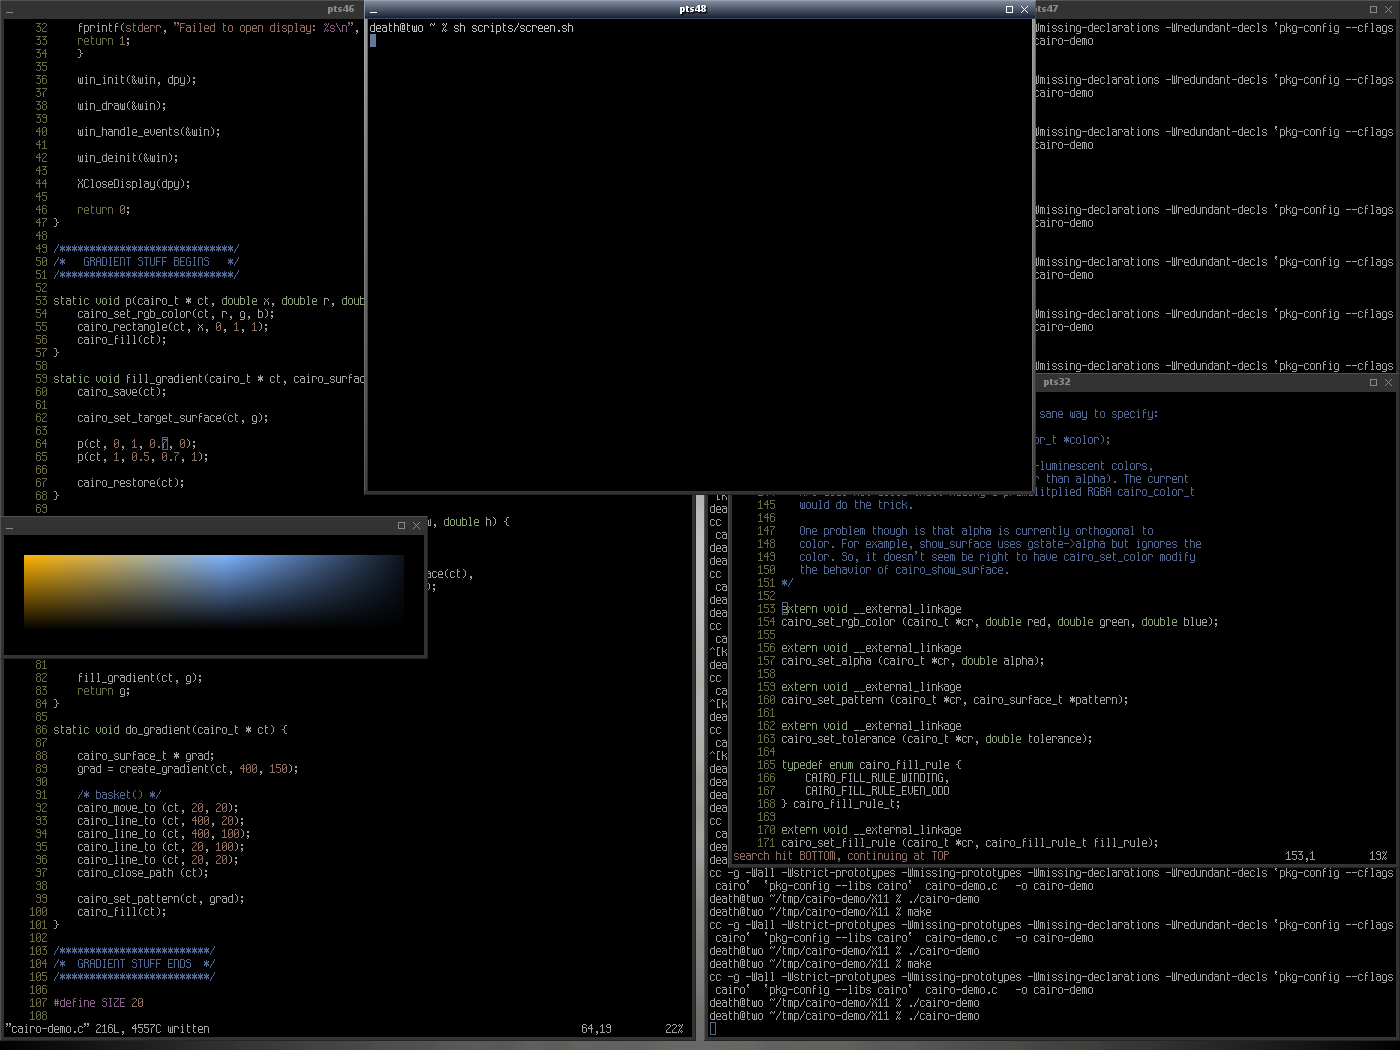 pts46
32 fprintf(stderr, "Failed to open display: %s\n",
33 return 1;
34 }
35
36 win_init(&win, dpy);
37
38 win_draw(&win);
39
40 win_handle_events(&win);
41
42 win_deinit(&win);
43
44 XCloseDisplay(dpy);
45
46 return 0;
47 }
48
49 /*****************************/
50 /*   GRADIENT STUFF BEGINS   */
51 /*****************************/
52
53 static void p(cairo_t * ct, double x, double r, doub
54 cairo_set_rgb_color(ct, r, g, b);
55 cairo_rectangle(ct, x, 0, 1, 1);
56 cairo_fill(ct);
57 }
58
59 static void fill_gradient(cairo_t * ct, cairo_surfac
60 cairo_save(ct);
61
62 cairo_set_target_surface(ct, g);
63
64 p(ct, 0, 1, 0.7, 0);
65 p(ct, 1, 0.5, 0.7, 1);
66
67 cairo_restore(ct);
68 }
69
w, double h) {
ace(ct),
);
81
82 fill_gradient(ct, g);
83 return g;
84 }
85
86 static void do_gradient(cairo_t * ct) {
87
88 cairo_surface_t * grad;
89 grad = create_gradient(ct, 400, 150);
90
91 /* basket() */
92 cairo_move_to (ct, 20, 20);
93 cairo_line_to (ct, 400, 20);
94 cairo_line_to (ct, 400, 100);
95 cairo_line_to (ct, 20, 100);
96 cairo_line_to (ct, 20, 20);
97 cairo_close_path (ct);
98
99 cairo_set_pattern(ct, grad);
100 cairo_fill(ct);
101 }
102
103 /*************************/
104 /*  GRADIENT STUFF ENDS  */
105 /*************************/
106
107 #define SIZE 20
108
"cairo-demo.c" 216L, 4557C written 64,19 22%
pts48
death@two ~ % sh scripts/screen.sh
pts47
Wmissing-declarations -Wredundant-decls `pkg-config --cflags
cairo-demo
Wmissing-declarations -Wredundant-decls `pkg-config --cflags
cairo-demo
Wmissing-declarations -Wredundant-decls `pkg-config --cflags
cairo-demo
Wmissing-declarations -Wredundant-decls `pkg-config --cflags
cairo-demo
Wmissing-declarations -Wredundant-decls `pkg-config --cflags
cairo-demo
Wmissing-declarations -Wredundant-decls `pkg-config --cflags
cairo-demo
Wmissing-declarations -Wredundant-decls `pkg-config --cflags
pts32
sane way to specify:
or_t *color);
-luminescent colors,
r than alpha). The current
RGBA cairo_color_t
145 would do the trick.
146
147 One problem though is that alpha is currently orthogonal to
148 color. For example, show_surface uses gstate->alpha but ignores the
149 color. So, it doesn't seem be right to have cairo_set_color modify
150 the behavior of cairo_show_surface.
151 */
152
153 extern void __external_linkage
154 cairo_set_rgb_color (cairo_t *cr, double red, double green, double blue);
155
156 extern void __external_linkage
157 cairo_set_alpha (cairo_t *cr, double alpha);
158
159 extern void __external_linkage
160 cairo_set_pattern (cairo_t *cr, cairo_surface_t *pattern);
161
162 extern void __external_linkage
163 cairo_set_tolerance (cairo_t *cr, double tolerance);
164
165 typedef enum cairo_fill_rule {
166 CAIRO_FILL_RULE_WINDING,
167 CAIRO_FILL_RULE_EVEN_ODD
168 } cairo_fill_rule_t;
169
170 extern void __external_linkage
171 cairo_set_fill_rule (cairo_t *cr, cairo_fill_rule_t fill_rule);
search hit BOTTOM, continuing at TOP 153,1 19%
^[k
dea
cc
ca
dea
cc
ca
dea
cc
ca
^[k
dea
cc
ca
^[k
dea
cc
ca
^[k
dea
cc
ca
dea
cc
ca
dea
dea
cc -g -Wall -Wstrict-prototypes -Wmissing-prototypes -Wmissing-declarations -Wredundant-decls `pkg-config --cflags
cairo` `pkg-config --libs cairo` cairo-demo.c -o cairo-demo
death@two ~/tmp/cairo-demo/X11 % ./cairo-demo
death@two ~/tmp/cairo-demo/X11 % make
cc -g -Wall -Wstrict-prototypes -Wmissing-prototypes -Wmissing-declarations -Wredundant-decls `pkg-config --cflags
cairo` `pkg-config --libs cairo` cairo-demo.c -o cairo-demo
death@two ~/tmp/cairo-demo/X11 % ./cairo-demo
death@two ~/tmp/cairo-demo/X11 % make
cc -g -Wall -Wstrict-prototypes -Wmissing-prototypes -Wmissing-declarations -Wredundant-decls `pkg-config --cflags
cairo` `pkg-config --libs cairo` cairo-demo.c -o cairo-demo
death@two ~/tmp/cairo-demo/X11 % ./cairo-demo
death@two ~/tmp/cairo-demo/X11 % ./cairo-demo